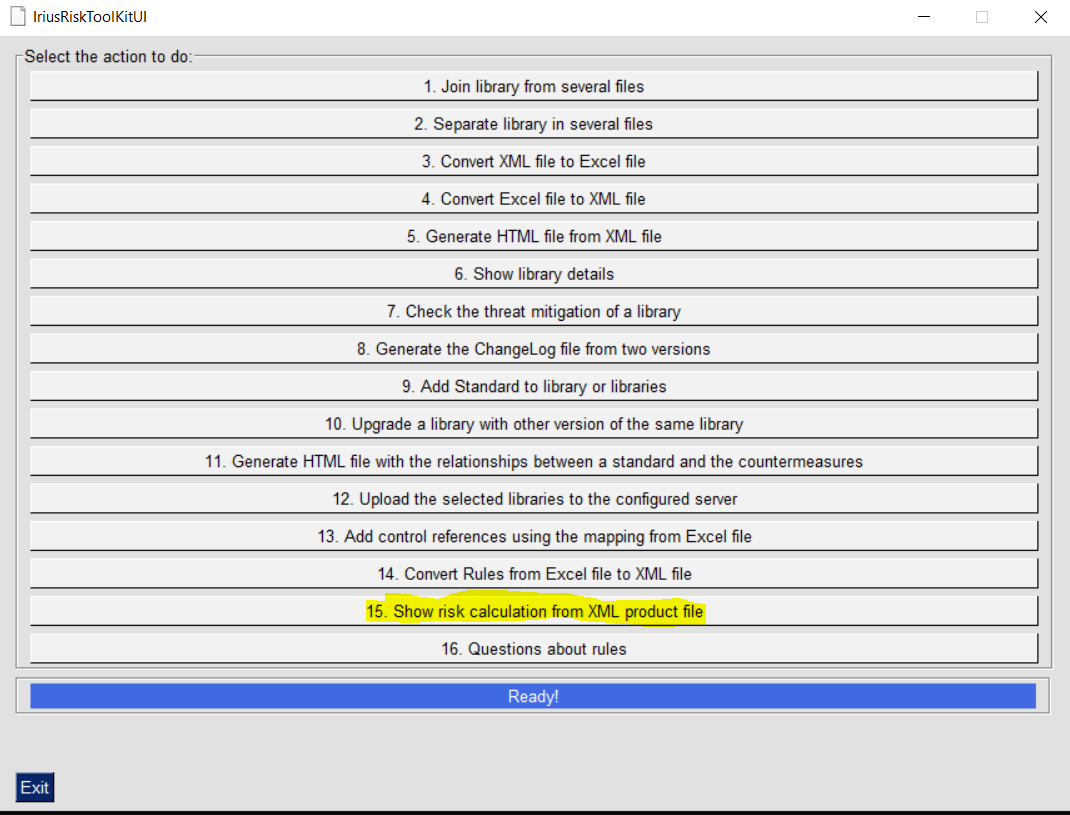 IriusRiskToolKitUI
Select the action to do:
1. Join library from several files
2. Separate library in several files
3. Convert XML file to Excel file
4. Convert Excel file to XML file
5. Generate HTML file from XML file
6. Show library details
7. Check the threat mitigation of a library
8. Generate the ChangeLog file from two versions
9. Add Standard to library or libraries
10. Upgrade a library with other version of the same library
11. Generate HTML file with the relationships between a standard and the countermeasures
12. Upload the selected libraries to the configured server
13. Add control references using the mapping from Excel file
14. Convert Rules from Excel file to XML file
15. Show risk calculation from XML product file
16. Questions about rules
Ready!
Exit